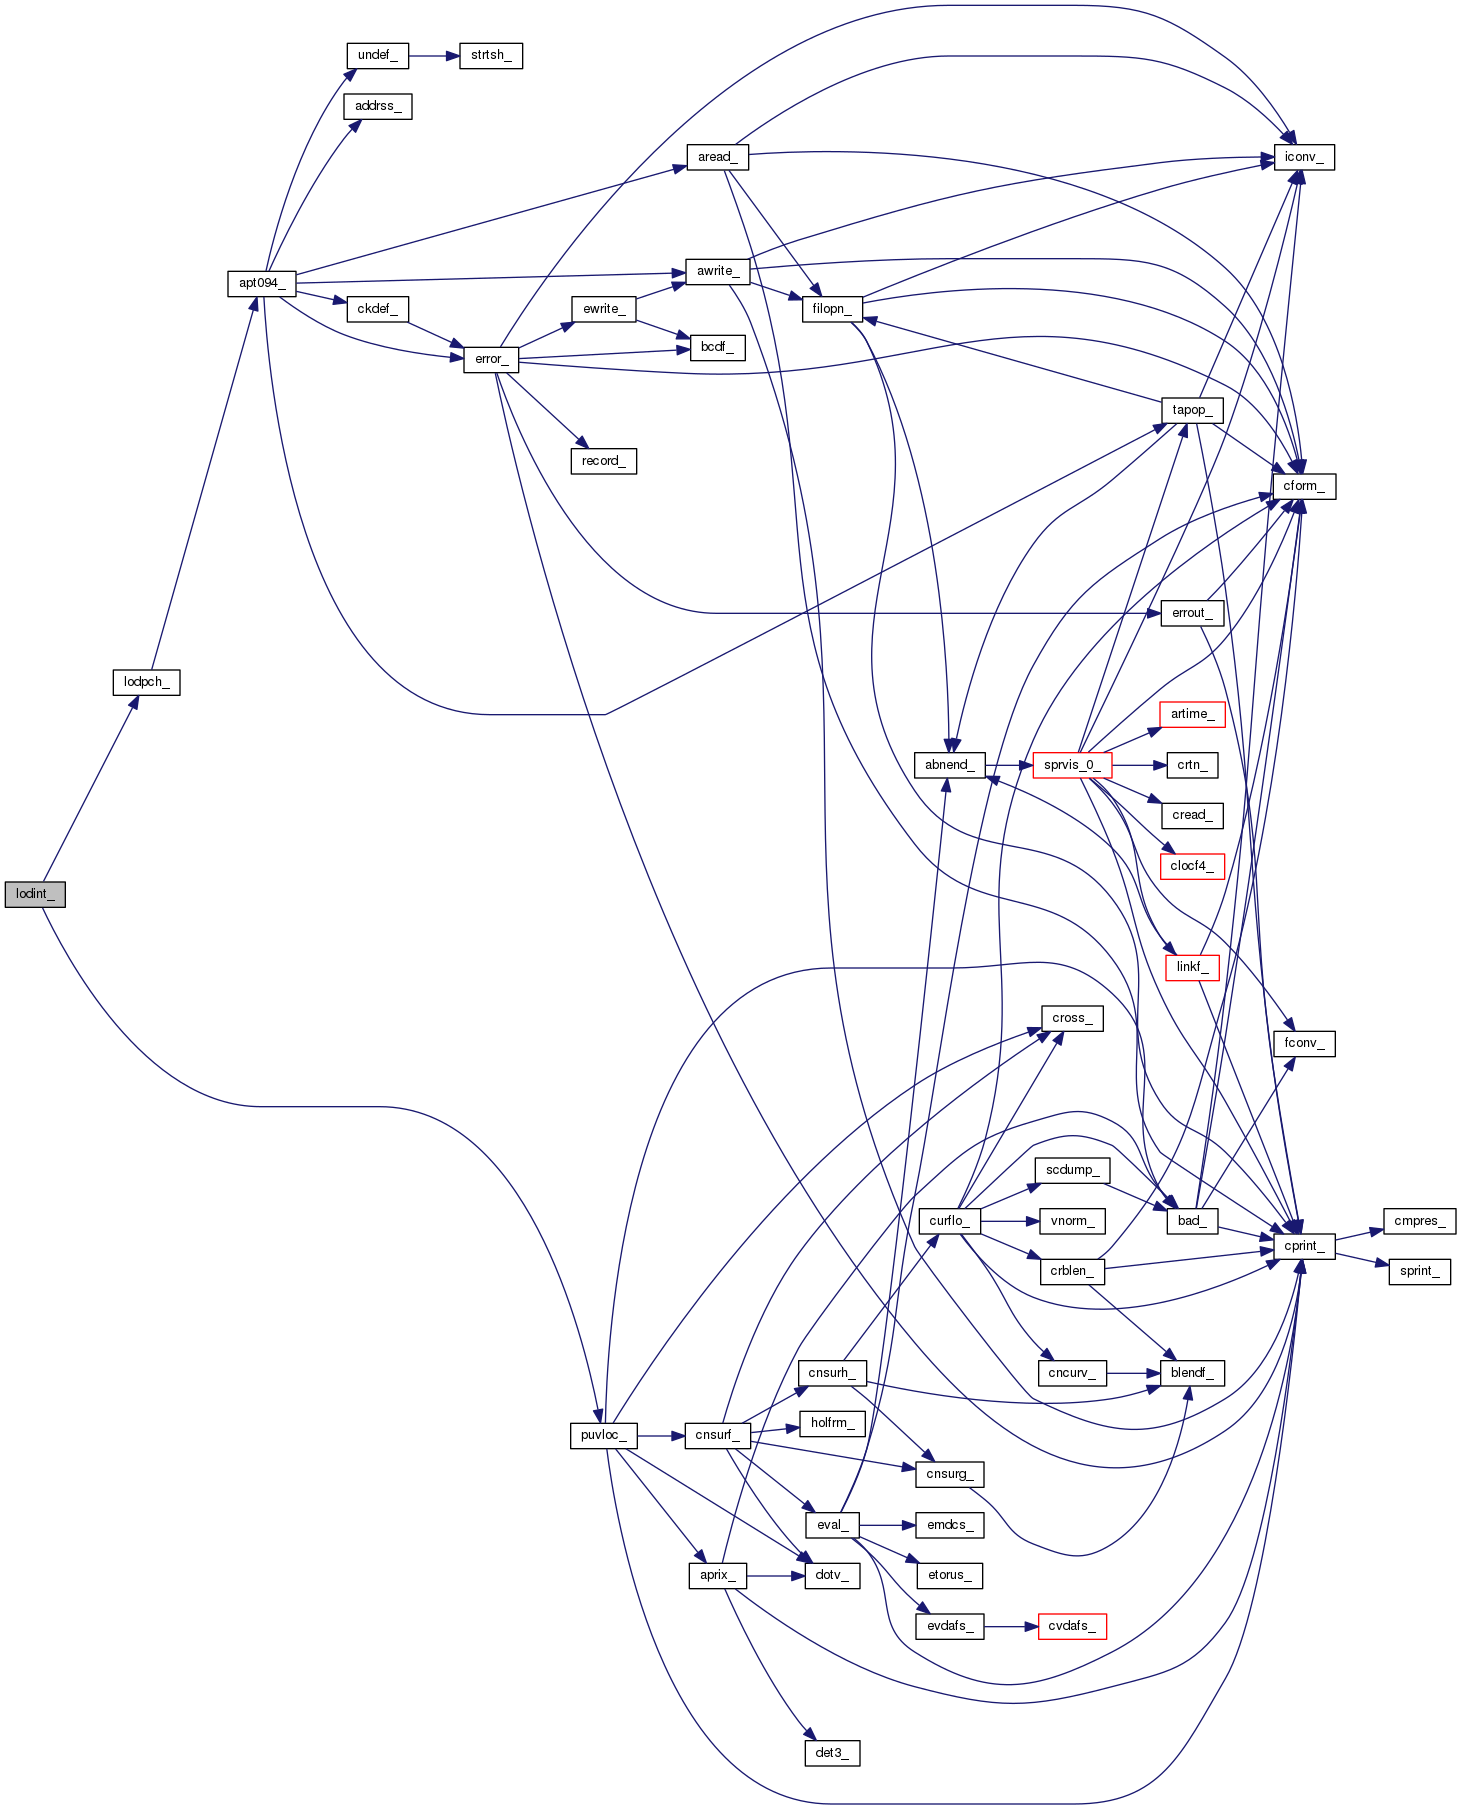 undef_
strtsh_
addrss_
aread_
iconv_
awrite_
apt094_
ckdef_
ewrite_
filopn_
bcdf_
error_
tapop_
record_
cform_
errout_
lodpch_
artime_
abnend_
sprvis_0_
crtn_
cread_
clocf4_
lodint_
linkf_
cross_
fconv_
scdump_
curflo_
vnorm_
bad_
cmpres_
cprint_
crblen_
sprint_
cnsurh_
cncurv_
blendf_
holfrm_
puvloc_
cnsurf_
cnsurg_
eval_
emdcs_
aprix_
dotv_
etorus_
evdafs_
cvdafs_
det3_